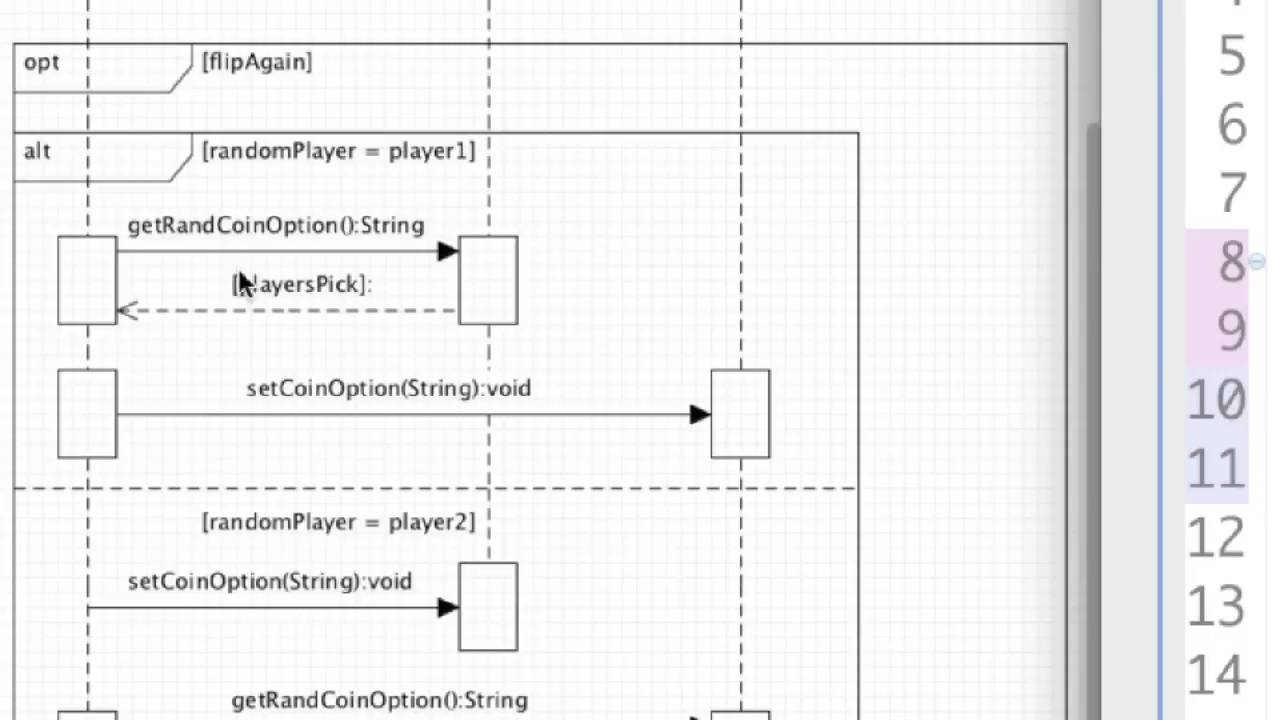 opt [flipAgain]
alt [randomPlayer = player1]
getRandCoinOption():String
setCoinOption(String):void
[randomPlayer = player2]
setCoinOption(String):void
getRandCoinOption():String
5
6
7
8
9
10
11
12
13
14